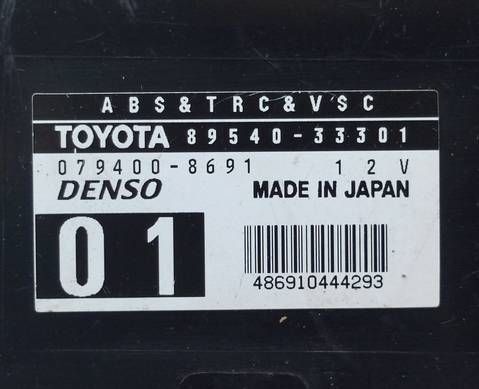 ABS&TRC&VSC
TOYOTA 89540-33301
079400-8691 12V
DENSO MADE IN JAPAN
01
486910444293